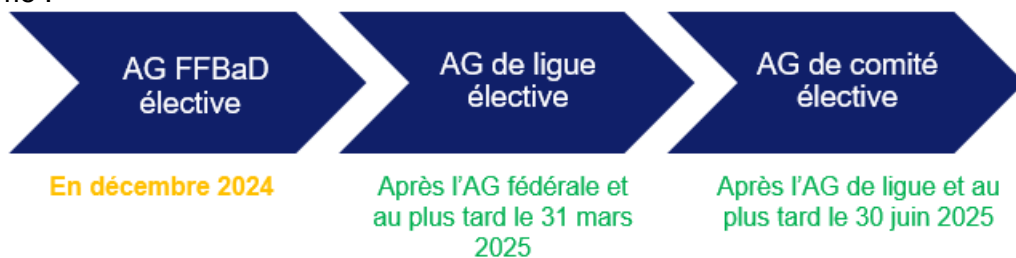 AG FFBaD
élective
AG de ligue
élective
AG de comité
élective
En décembre 2024
Après l'AG fédérale et
au plus tard le 31 mars
2025
Après l'AG de ligue et au
plus tard le 30 juin 2025